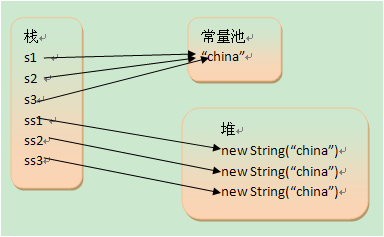 栈
s1
s2
s3
ss1
ss2
ss3
常量池
“china”
堆
new String(“china”)
new String(“china”)
new String(“china”)